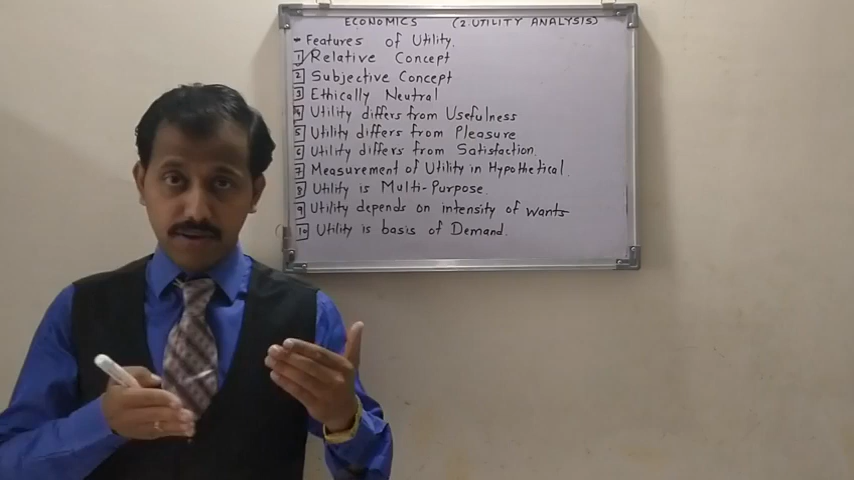 ECONOMICS (2. UTILITY ANALYSIS)
* Features of Utility.
1 Relative Concept
2 Subjective Concept
3 Ethically Neutral
4 Utility differs from Usefulness
5 Utility differs from Pleasure
6 Utility differs from Satisfaction.
7 Measurement of Utility in Hypothetical.
8 Utility is Multi-Purpose.
9 Utility depends on intensity of wants
10 Utility is basis of Demand.